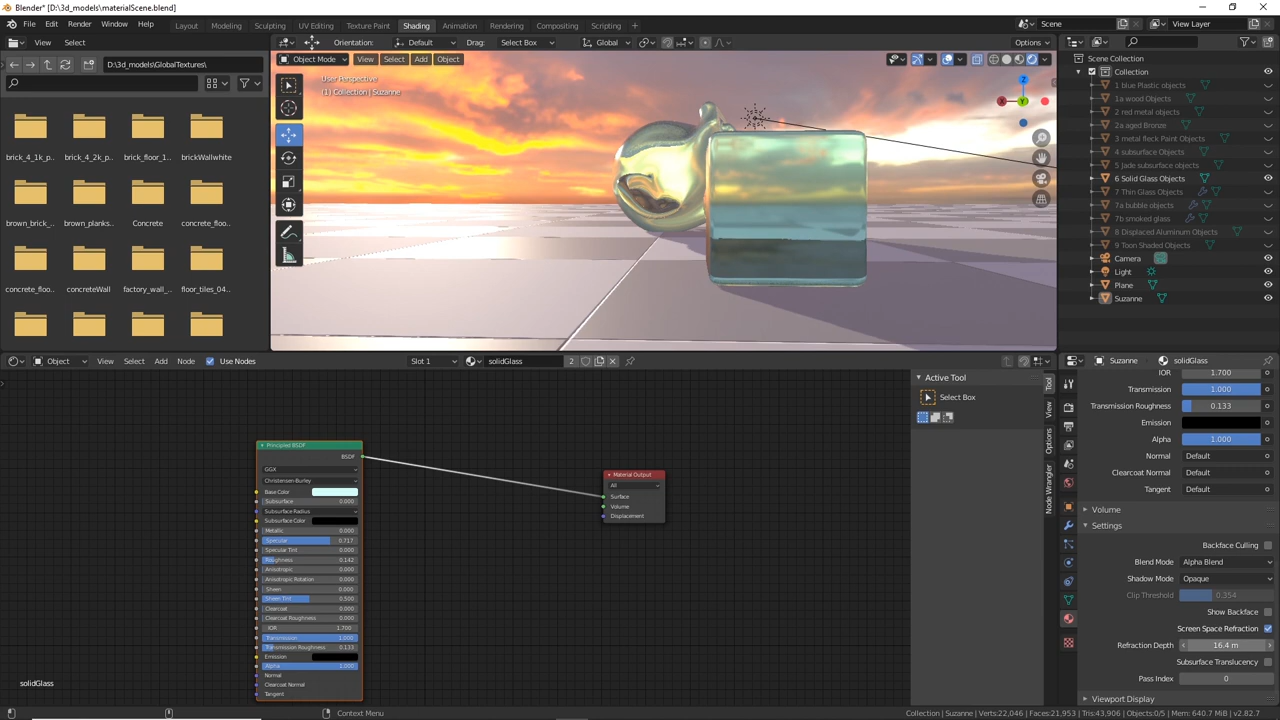 Blender* [D:\3d_models\materialScene.blend]
File Edit Render Window Help Layout Modeling Sculpting UV Editing Texture Paint Shading Animation Rendering Compositing Scripting + Scene View Layer
View Select Orientation: Default Drag: Select Box Global Options
D:\3d_models\GlobalTextures\
Object Mode View Select Add Object
User Perspective
(1) Collection | Suzanne
brick_4_1k_p... brick_4_2k_p... brick_floor_1... brickWallwhite
brown_brick_... brown_planks... Concrete concrete_floo...
concrete_floo... concreteWall factory_wall_... floor_tiles_04...
Z
X
Y
Scene Collection
Collection
1 blue Plastic objects
1a wood Objects
2 red metal objects
2a aged Bronze
3 metal fleck Paint Objects
4 subsurface Objects
5 Jade subsurface objects
6 Solid Glass Objects
7 Thin Glass Objects
7a bubble objects
7b smoked glass
8 Displaced Aluminum Objects
9 Toon Shaded Objects
Camera
Light
Plane
Suzanne
Object View Select Add Node Use Nodes Slot 1 solidGlass 2
Active Tool
Select Box
Tool
View
Options
Node Wrangler
Principled BSDF
BSDF
GGX
Christensen-Burley
Base Color
Subsurface 0.000
Subsurface Radius
Subsurface Color
Metallic 0.000
Specular 0.717
Specular Tint 0.000
Roughness 0.142
Anisotropic 0.000
Anisotropic Rotation 0.000
Sheen 0.000
Sheen Tint 0.500
Clearcoat 0.000
Clearcoat Roughness 0.030
IOR 1.700
Transmission 1.000
Transmission Roughness 0.133
Emission
Alpha 1.000
Normal
Clearcoat Normal
Tangent
Material Output
All
Surface
Volume
Displacement
solidGlass
Suzanne solidGlass
IOR 1.700
Transmission 1.000
Transmission Roughness 0.133
Emission
Alpha 1.000
Normal Default
Clearcoat Normal Default
Tangent Default
Volume
Settings
Backface Culling
Blend Mode Alpha Blend
Shadow Mode Opaque
Clip Threshold 0.354
Show Backface
Screen Space Refraction
Refraction Depth 16.4 m
Subsurface Translucency
Pass Index 0
Viewport Display
Context Menu
Collection | Suzanne | Verts:22,046 | Faces:21,953 | Tris:43,906 | Objects:0/5 | Mem: 640.7 MiB | v2.82.7